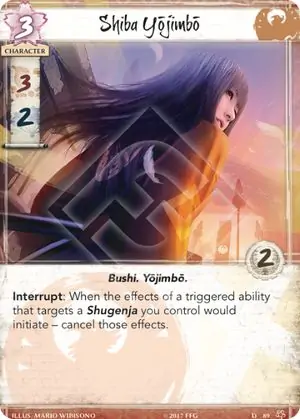 3
Shiba Yōjimbō
CHARACTER
3
2
2
Bushi. Yōjimbō.
Interrupt: When the effects of a triggered ability
that targets a Shugenja you control would
initiate – cancel those effects.
ILLUS: MARIO WIBISONO
©2017 FFG
89